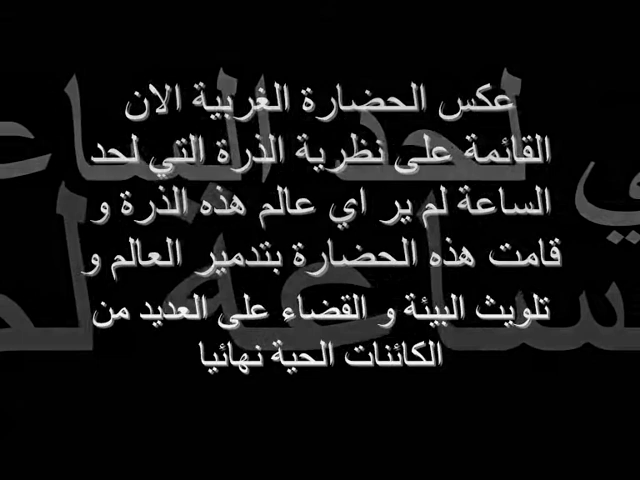 عكس الحضارة الغربية الان
القائمة على نظرية الذرة التي لحد
الساعة لم ير اي عالم هذه الذرة و
قامت هذه الحضارة بتدمير العالم و
تلويث البيئة و القضاء على العديد من
الكائنات الحية نهائيا